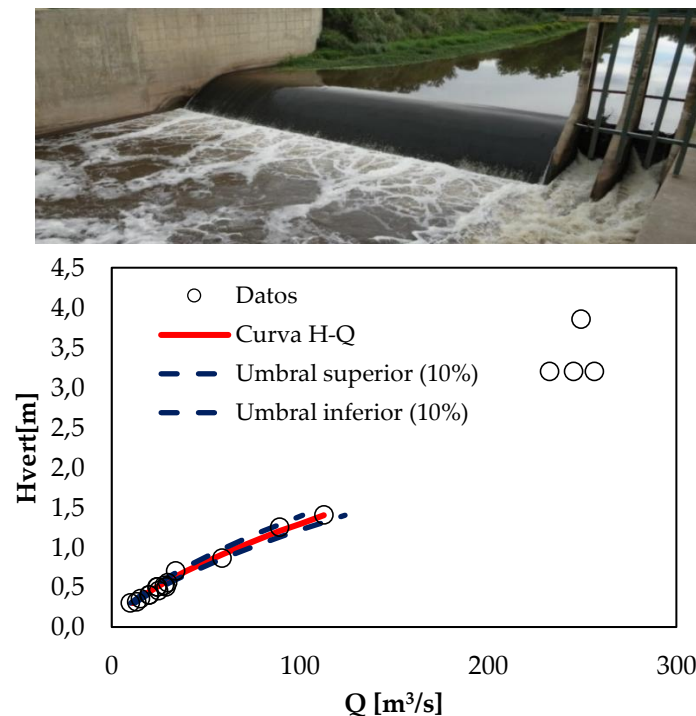 4,5
4,0
3,5
3,0
2,5
2,0
1,5
1,0
0,5
0,0
Hvert[m]
Datos
Curva H-Q
Umbral superior (10%)
Umbral inferior (10%)
0
100
200
300
Q [m³/s]